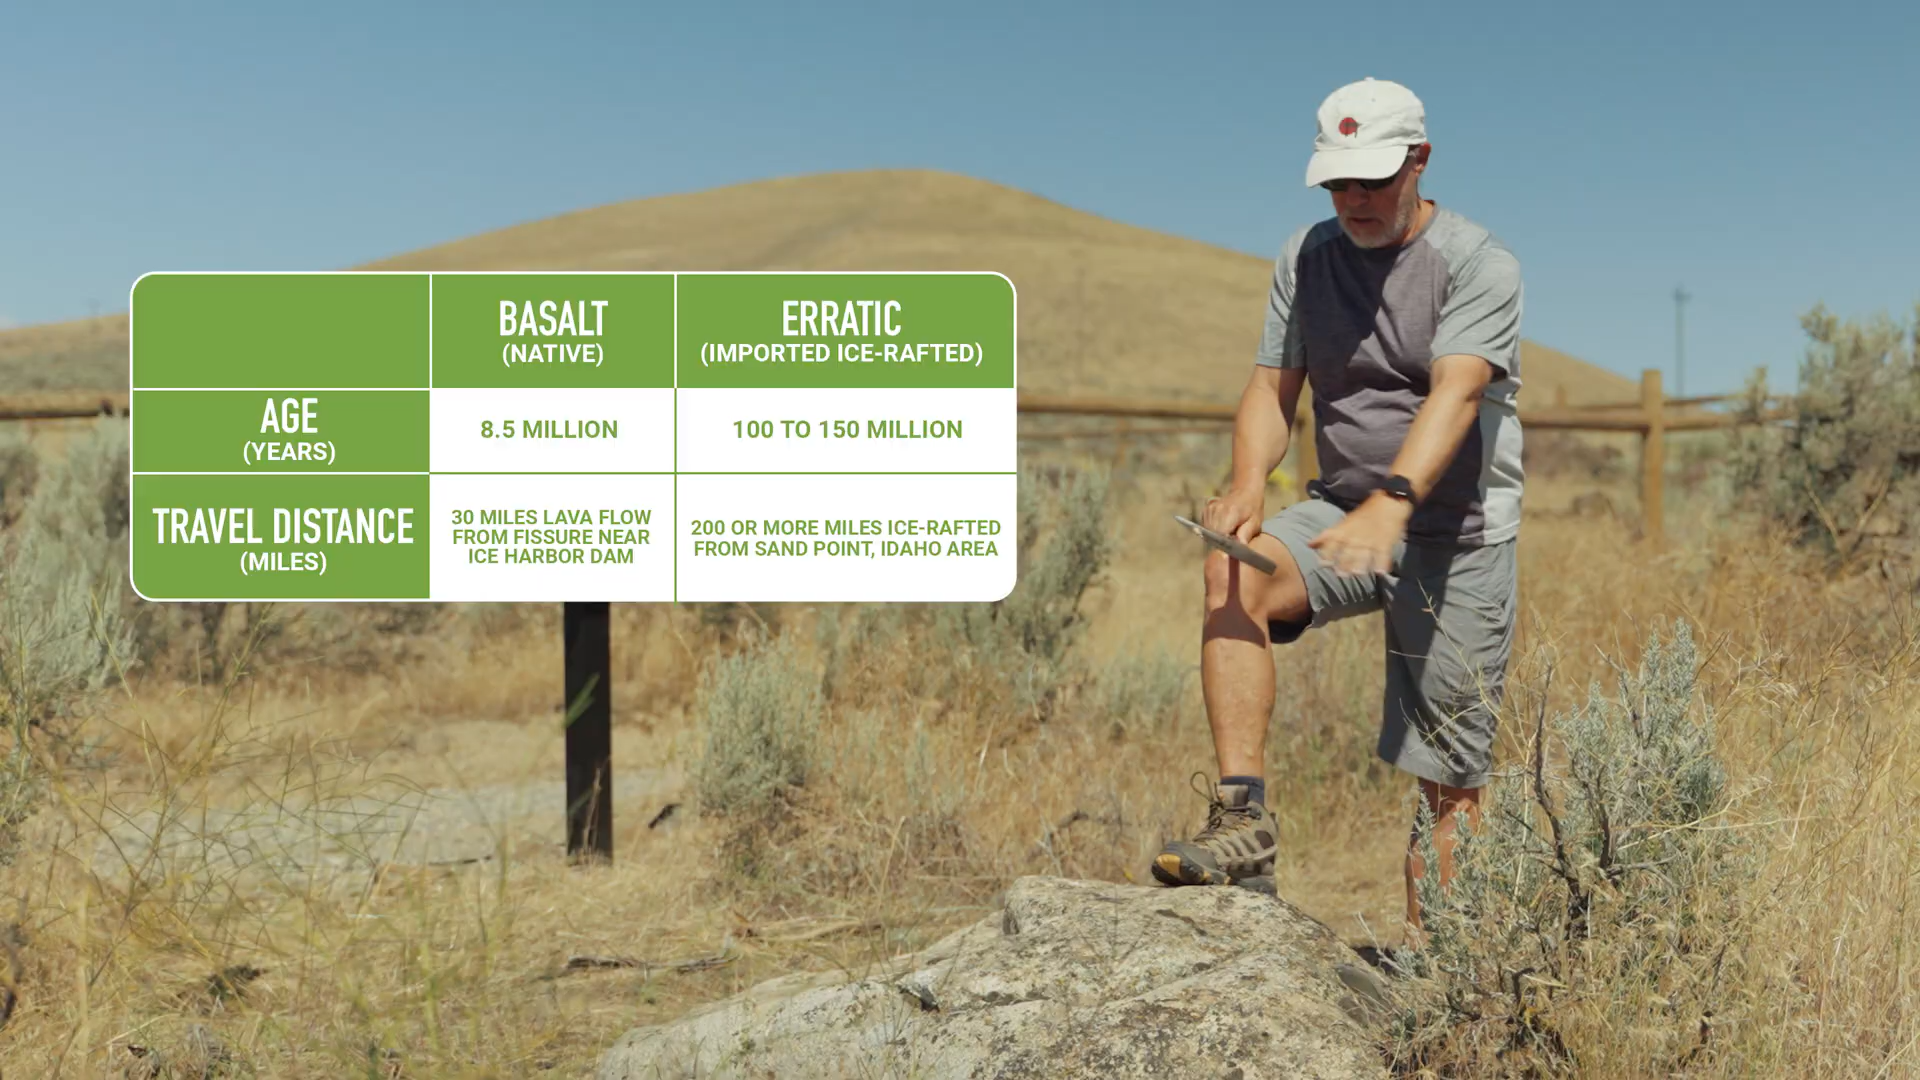 BASALT
(NATIVE)
ERRATIC
(IMPORTED ICE-RAFTED)
AGE
(YEARS)
8.5 MILLION
100 TO 150 MILLION
TRAVEL DISTANCE
(MILES)
30 MILES LAVA FLOW
FROM FISSURE NEAR
ICE HARBOR DAM
200 OR MORE MILES ICE-RAFTED
FROM SAND POINT, IDAHO AREA